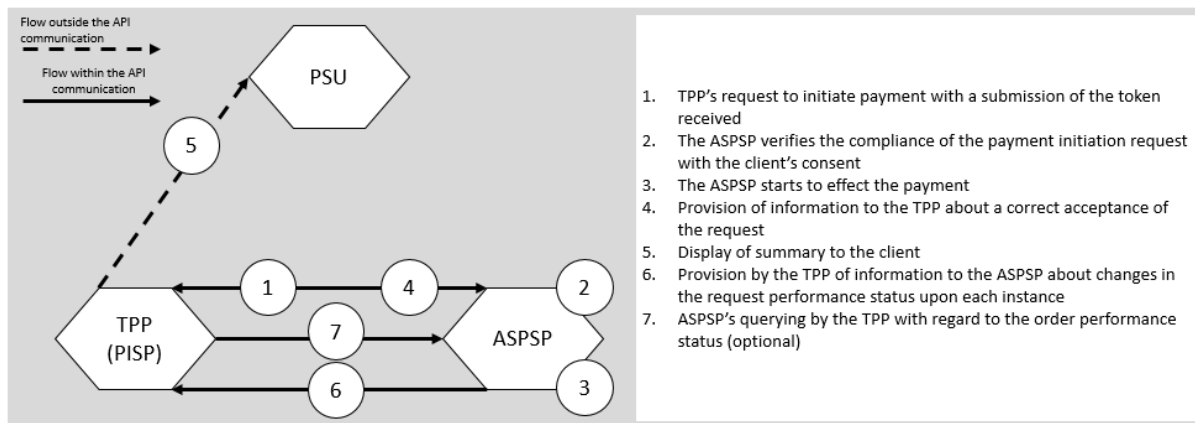 Flow outside the API
communication
Flow within the API
communication
PSU
5
1
4
2
TPP
(PISP)
7
ASPSP
6
3
1. TPP's request to initiate payment with a submission of the token
received
2. The ASPSP verifies the compliance of the payment initiation request
with the client's consent
3. The ASPSP starts to effect the payment
4. Provision of information to the TPP about a correct acceptance of
the request
5. Display of summary to the client
6. Provision by the TPP of information to the ASPSP about changes in
the request performance status upon each instance
7. ASPSP's querying by the TPP with regard to the order performance
status (optional)